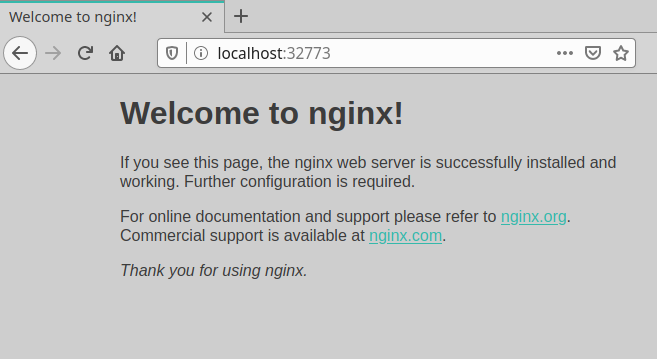 Welcome to nginx!
localhost:32773
Welcome to nginx!
If you see this page, the nginx web server is successfully installed and
working. Further configuration is required.
For online documentation and support please refer to nginx.org.
Commercial support is available at nginx.com.
Thank you for using nginx.